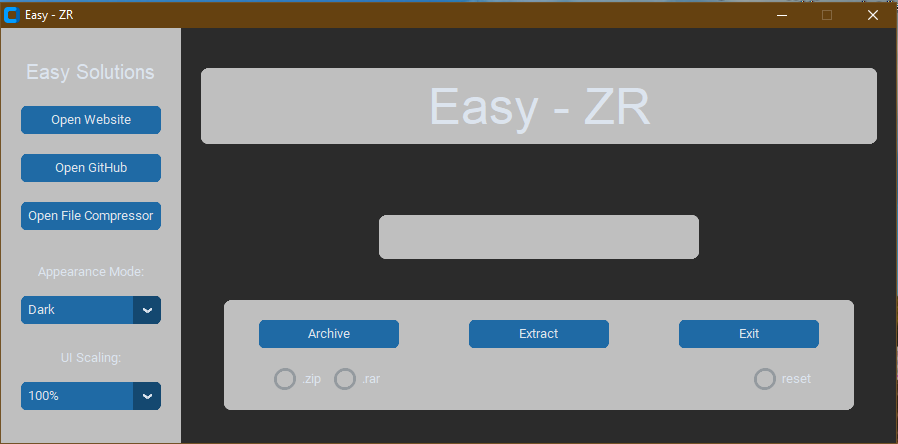 Easy - ZR
Easy Solutions
Open Website
Open GitHub
Open File Compressor
Appearance Mode:
Dark
UI Scaling:
100%
Easy - ZR
Archive
Extract
Exit
.zip
.rar
reset